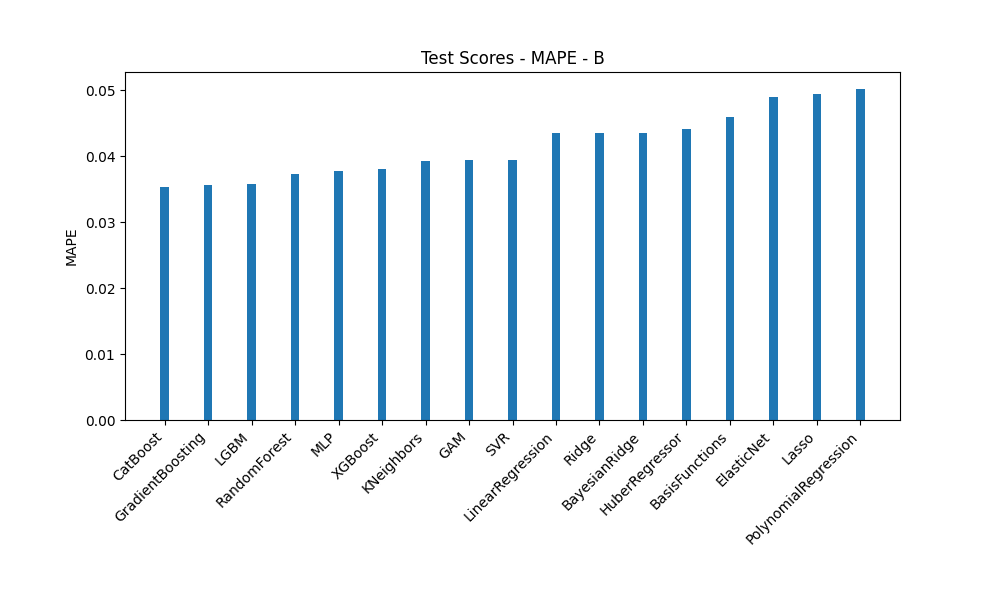 Test Scores - MAPE - B
MAPE
0.05
0.04
0.03
0.02
0.01
0.00
CatBoost
GradientBoosting
LGBM
RandomForest
MLP
XGBoost
KNeighbors
GAM
SVR
LinearRegression
Ridge
BayesianRidge
HuberRegressor
BasisFunctions
ElasticNet
Lasso
PolynomialRegression